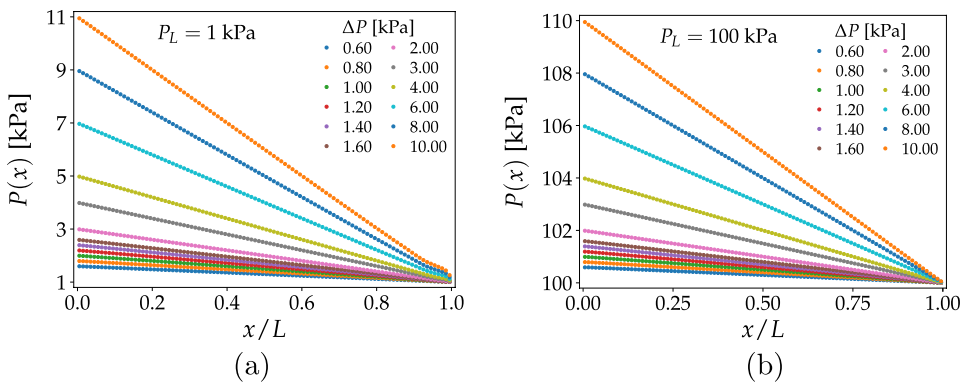 P_L = 1 kPa
ΔP [kPa]
0.60 2.00
0.80 3.00
1.00 4.00
1.20 6.00
1.40 8.00
1.60 10.00
P(x) [kPa]
11
9
7
5
3
1
0.0 0.2 0.4 0.6 0.8 1.0
x/L
(a)
P_L = 100 kPa
ΔP [kPa]
0.60 2.00
0.80 3.00
1.00 4.00
1.20 6.00
1.40 8.00
1.60 10.00
P(x) [kPa]
110
108
106
104
102
100
0.00 0.25 0.50 0.75 1.00
x/L
(b)